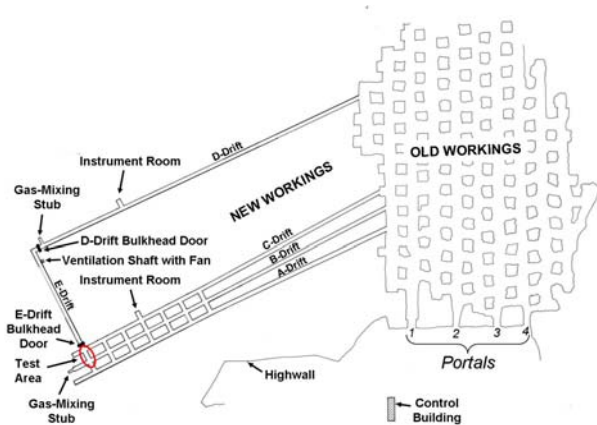 D-Drift
Instrument Room
OLD WORKINGS
Gas-Mixing
Stub
NEW WORKINGS
D-Drift Bulkhead Door
Ventilation Shaft with Fan
C-Drift
B-Drift
A-Drift
E-Drift
Instrument Room
E-Drift
Bulkhead
Door
Test
Area
Gas-Mixing
Stub
1 2 3 4
Portals
Highwall
Control
Building